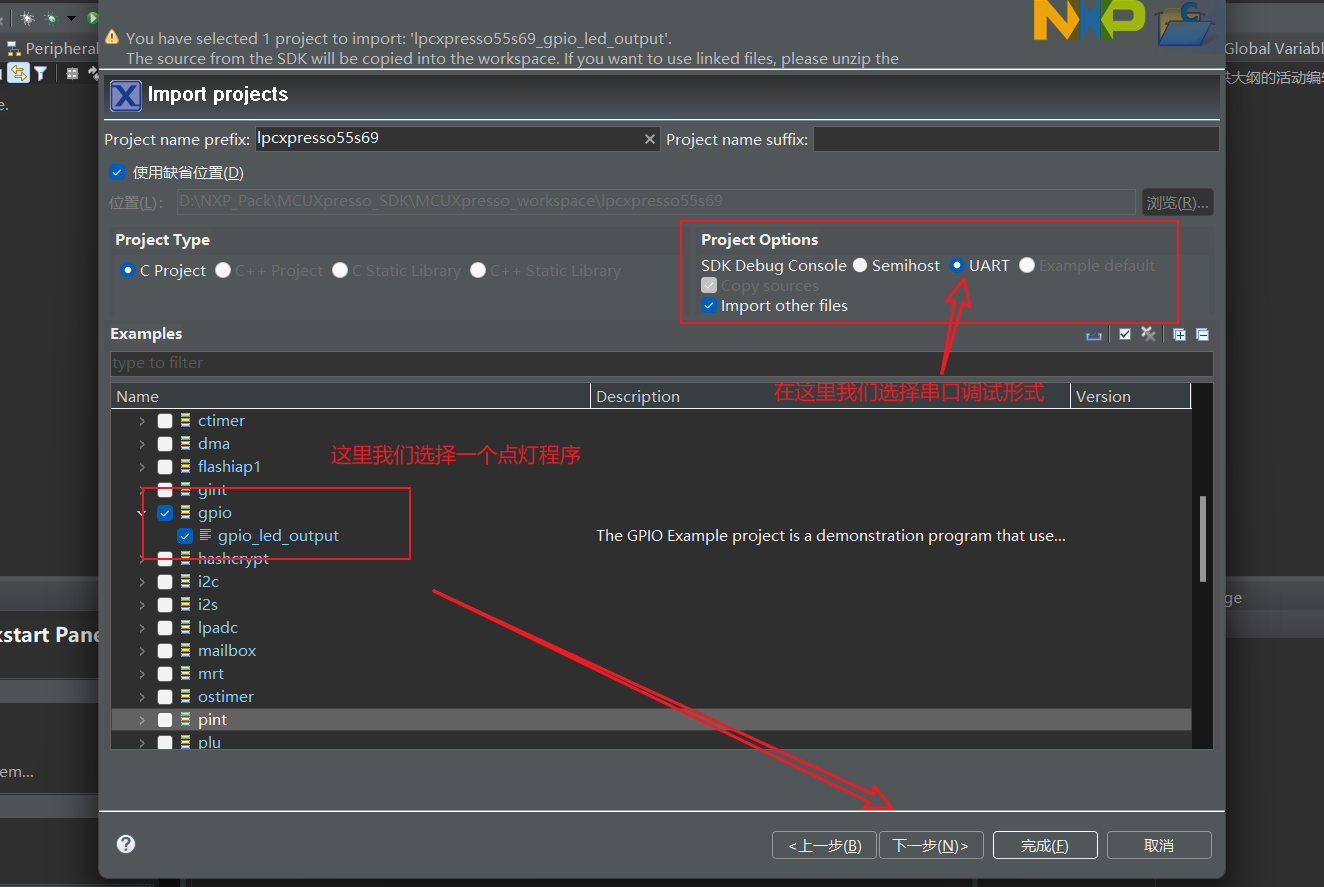 NXP
C
You have selected 1 project to import: 'lpcxpresso55s69_gpio_led_output'.
The source from the SDK will be copied into the workspace. If you want to use linked files, please unzip the
Peripheral
Global Variabl
大纲的活动编
e.
X Import projects
Project name prefix: lpcxpresso55s69 Project name suffix:
使用缺省位置(D)
位置(L): D:\NXP_Pack\MCUXpresso_SDK\MCUXpresso_workspace\lpcxpresso55s69 浏览(R)...
Project Type
C Project C++ Project C Static Library C++ Static Library
Project Options
SDK Debug Console Semihost UART Example default
Copy sources
Import other files
Examples
type to filter
Name Description Version
在这里我们选择串口调试形式
ctimer
dma
这里我们选择一个点灯程序
flashiap1
gint
gpio
gpio_led_output The GPIO Example project is a demonstration program that use...
hashcrypt
i2c
i2s
ge
lpadc
kstart Pane
mailbox
mrt
ostimer
pint
plu
em...
?
<上一步(B) 下一步(N)> 完成(F) 取消